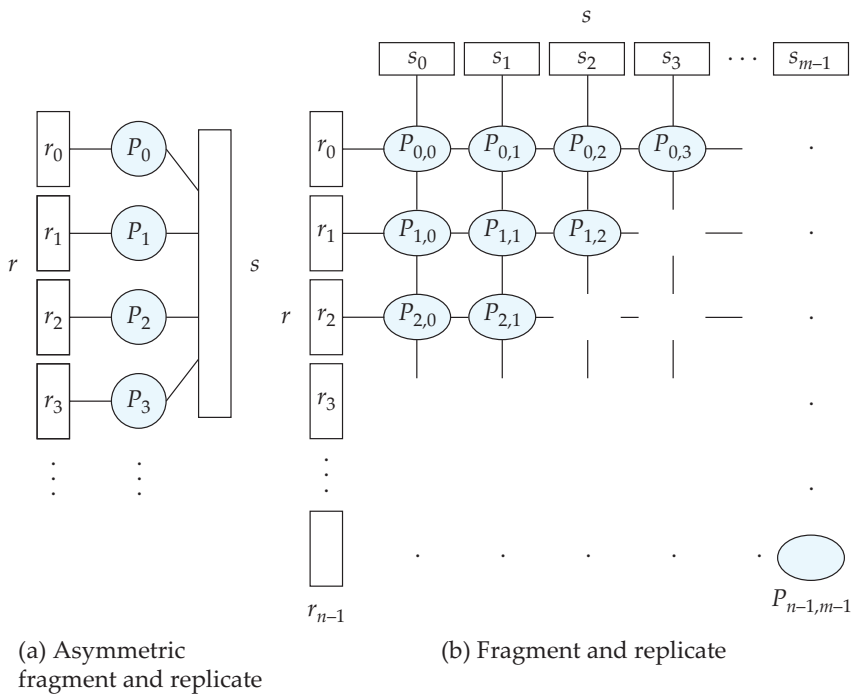 s
s₀ s₁ s₂ s₃ ··· sₘ₋₁
r₀ P₀
r₁ P₁
r₂ P₂
r₃ P₃
r
s
r₀ P₀,₀ P₀,₁ P₀,₂ P₀,₃
r₁ P₁,₀ P₁,₁ P₁,₂
r₂ P₂,₀ P₂,₁
r₃
r
rₙ₋₁
Pₙ₋₁,ₘ₋₁
(a) Asymmetric
fragment and replicate
(b) Fragment and replicate